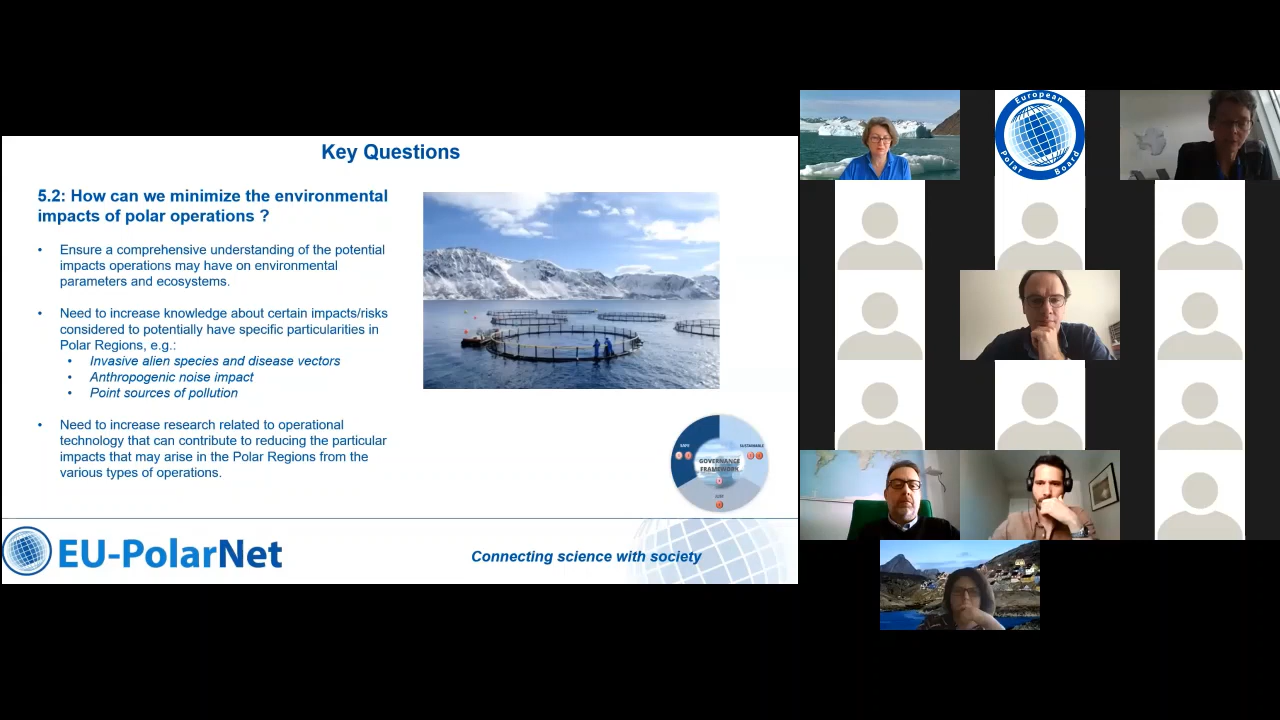 Key Questions
5.2: How can we minimize the environmental
impacts of polar operations ?
• Ensure a comprehensive understanding of the potential
impacts operations may have on environmental
parameters and ecosystems.
• Need to increase knowledge about certain impacts/risks
considered to potentially have specific particularities in
Polar Regions, e.g.:
• Invasive alien species and disease vectors
• Anthropogenic noise impact
• Point sources of pollution
• Need to increase research related to operational
technology that can contribute to reducing the particular
impacts that may arise in the Polar Regions from the
various types of operations.
SAFE
SUSTAINABLE
GOVERNANCE
FRAMEWORK
EU-PolarNet
Connecting science with society
European
Polar Board